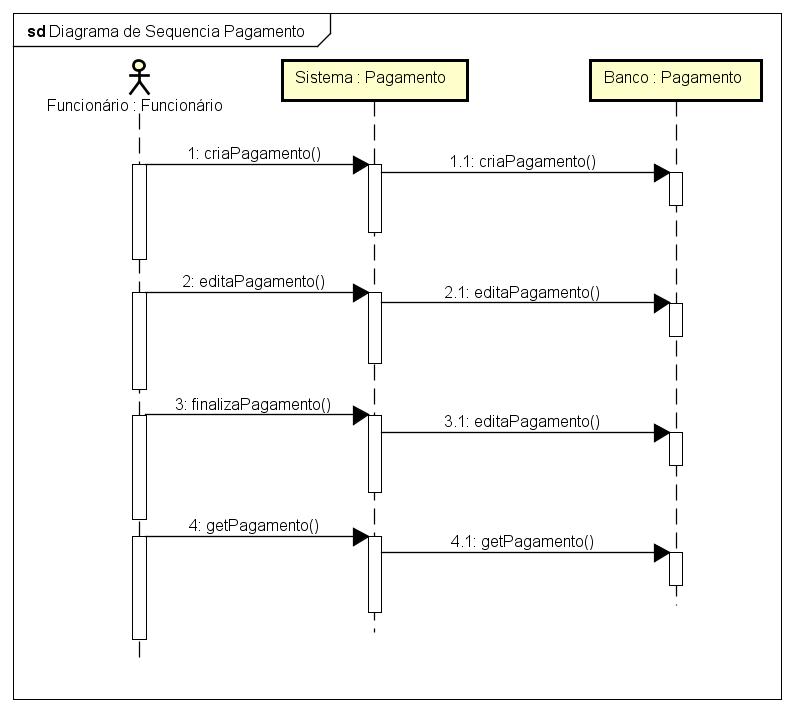 sd Diagrama de Sequencia Pagamento
Funcionário : Funcionário
Sistema : Pagamento
Banco : Pagamento
1: criaPagamento()
1.1: criaPagamento()
2: editaPagamento()
2.1: editaPagamento()
3: finalizaPagamento()
3.1: editaPagamento()
4: getPagamento()
4.1: getPagamento()